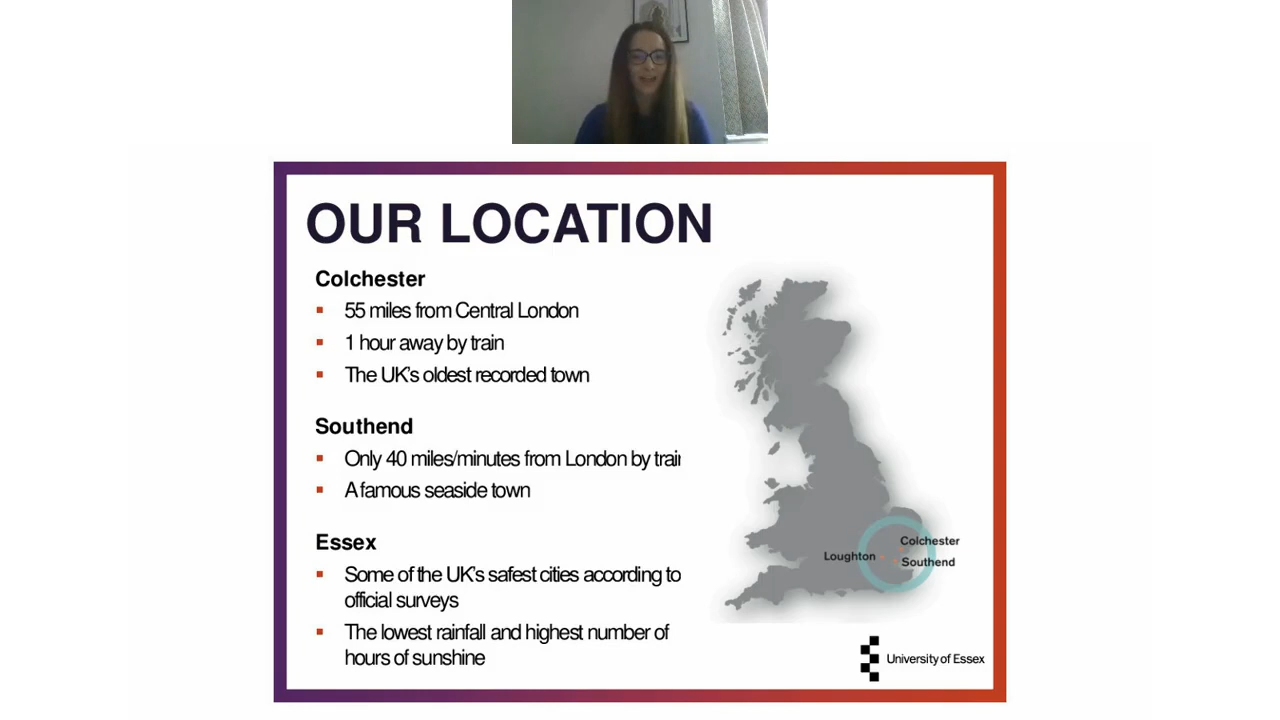 OUR LOCATION
Colchester
▪ 55 miles from Central London
▪ 1 hour away by train
▪ The UK's oldest recorded town
Southend
▪ Only 40 miles/minutes from London by trair
▪ A famous seaside town
Essex
▪ Some of the UK's safest cities according to
official surveys
▪ The lowest rainfall and highest number of
hours of sunshine
Colchester
Loughton
Southend
University of Essex